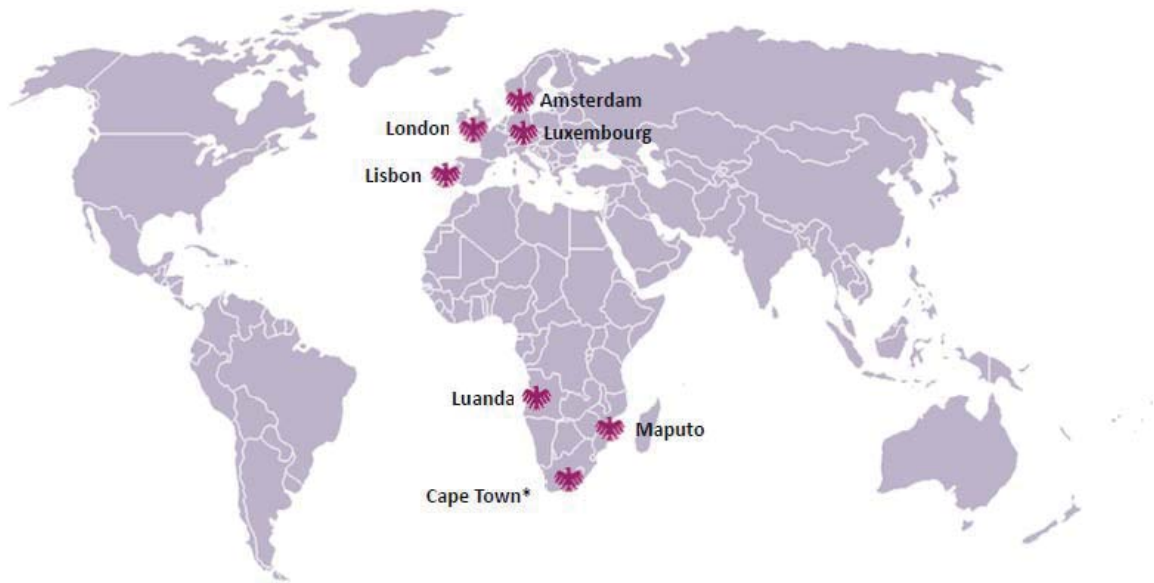 Amsterdam
London
Luxembourg
Lisbon
Luanda
Maputo
Cape Town*